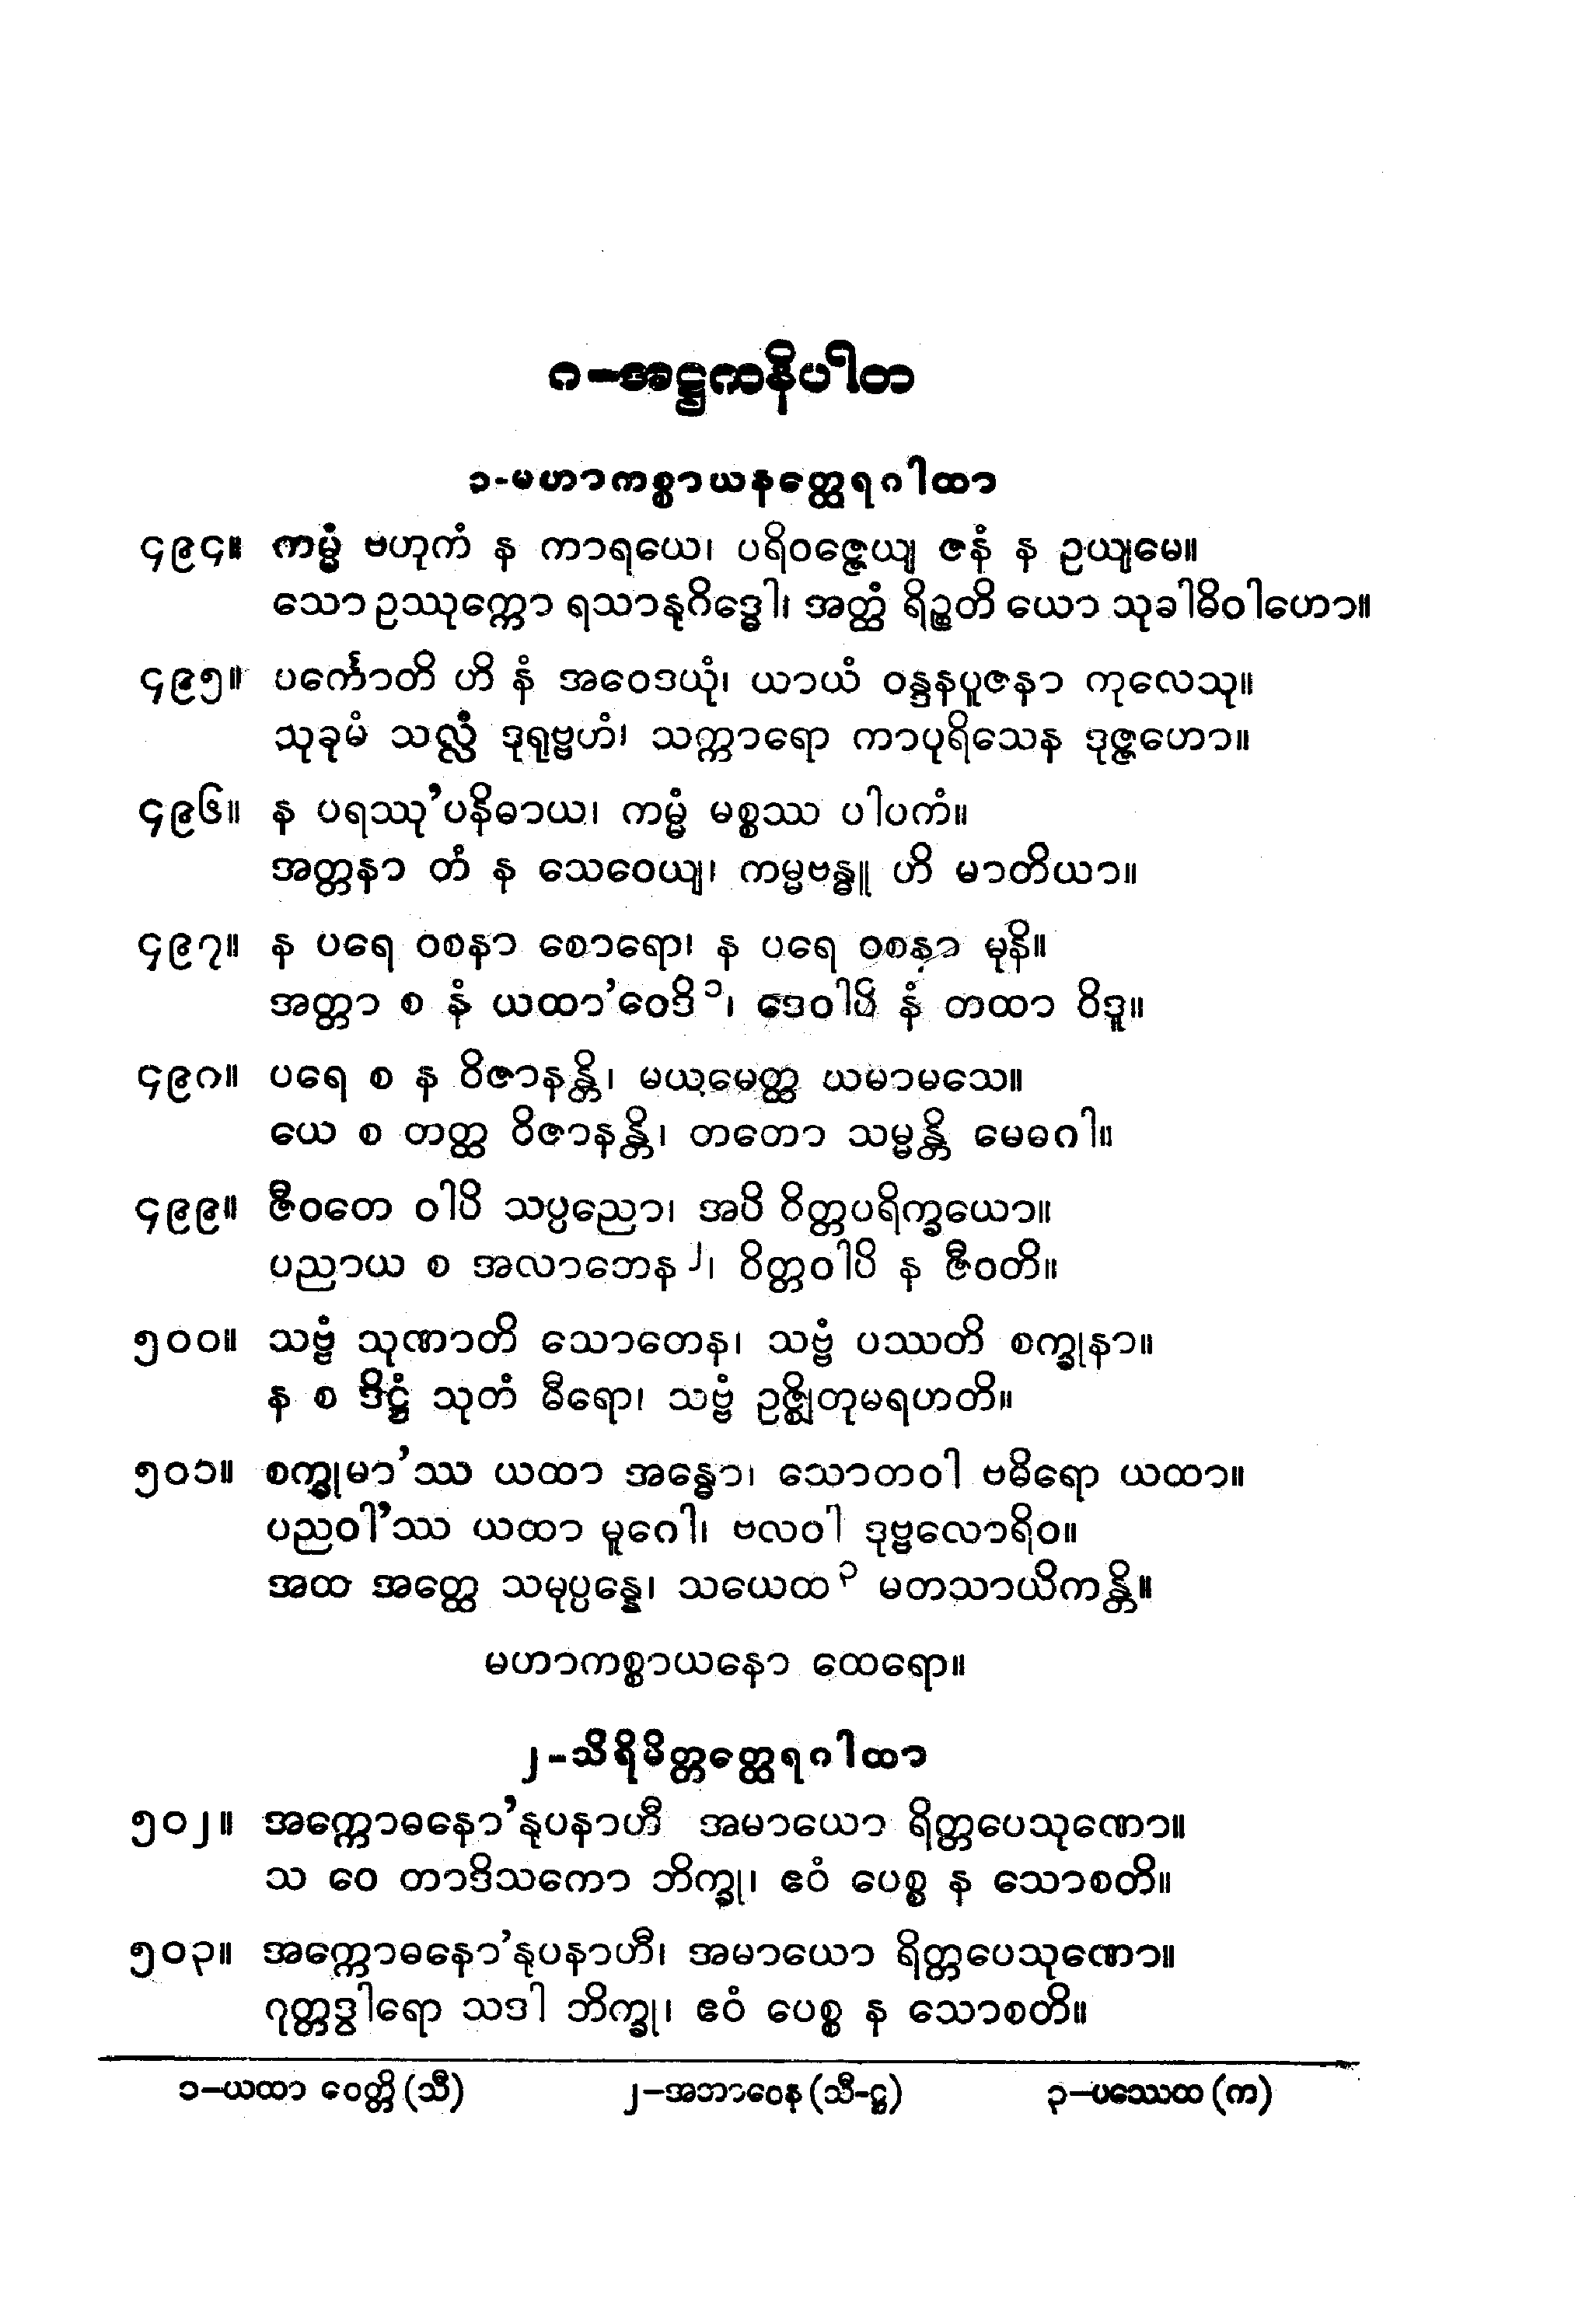 ၈-အဋ္ဌကနိပါတ
၁-မဟာကစ္စာယနတ္ထေရဂါထာ
၄၉၄။ ကမ္မံ ဗဟုကံ န ကာရယေ၊ ပရိဝဇ္ဇေယျ ဇနံ န ဥယျမေ။
သော ဥဿုက္ကော ရသာနုဂိဒ္ဓေါ၊ အတ္ထံ ရိဉ္စတိ ယော သုခါဓိဝါဟော။
၄၉၅။ ပင်္ကောတိ ဟိ နံ အဝေဒယုံ၊ ယာယံ ဝန္ဒနပူဇနာ ကုလေသု။
သုခုမံ သလ္လံ ဒုရုဗ္ဗဟံ၊ သက္ကာရော ကာပုရိသေန ဒုဇ္ဇဟော။
၄၉၆။ န ပရဿု’ပနိဓာယ၊ ကမ္မံ မစ္စဿ ပါပကံ။
အတ္တနာ တံ န သေဝေယျ၊ ကမ္မဗန္ဓူ ဟိ မာတိယာ။
၄၉၇။ န ပရေ ဝစနာ စောရော၊ န ပရေ ဝစနာ မုနိ။
အတ္တာ စ နံ ယထာ’ဝေဒိ ၁၊ ဒေဝါပိ နံ တထာ ဝိဒူ။
၄၉၈။ ပရေ စ န ဝိဇာနန္တိ၊ မယမေတ္ထ ယမာမသေ။
ယေ စ တတ္ထ ဝိဇာနန္တိ၊ တတော သမ္မန္တိ မေဓဂါ။
၄၉၉။ ဇီဝတေ ဝါပိ သပ္ပညော၊ အပိ ဝိတ္တပရိက္ခယော။
ပညာယ စ အလာဘေန ၂၊ ဝိတ္တဝါပိ န ဇီဝတိ။
၅၀၀။ သဗ္ဗံ သုဏာတိ သောတေန၊ သဗ္ဗံ ပဿတိ စက္ခုနာ။
န စ ဒိဋ္ဌံ သုတံ ဓီရော၊ သဗ္ဗံ ဥဇ္ဈိတုမရဟတိ။
၅၀၁။ စက္ခုမာ’ဿ ယထာ အန္ဓော၊ သောတဝါ ဗဓိရော ယထာ။
ပညဝါ’ဿ ယထာ မူဂေါ၊ ဗလဝါ ဒုဗ္ဗလောရိဝ။
အထ အတ္ထေ သမုပ္ပန္နေ၊ သယေထ ၃ မတသာယိကန္တိ။
မဟာကစ္စာယနော ထေရော။
၂-သိရိမိတ္တတ္ထေရဂါထာ
၅၀၂။ အက္ကောဓနော’နုပနာဟီ အမာယော ရိတ္တပေသုဏော။
သ ဝေ တာဒိသကော ဘိက္ခု၊ ဧဝံ ပေစ္စ န သောစတိ။
၅၀၃။ အက္ကောဓနော’နုပနာဟီ၊ အမာယော ရိတ္တပေသုဏော။
ဂုတ္တဒွါရော သဒါ ဘိက္ခု၊ ဧဝံ ပေစ္စ န သောစတိ။
၁-ယထာ ဝေတ္တိ (သီ) ၂-အဘာဝေန (သီ-ဋ္ဌ) ၃-ပဿေထ (က)